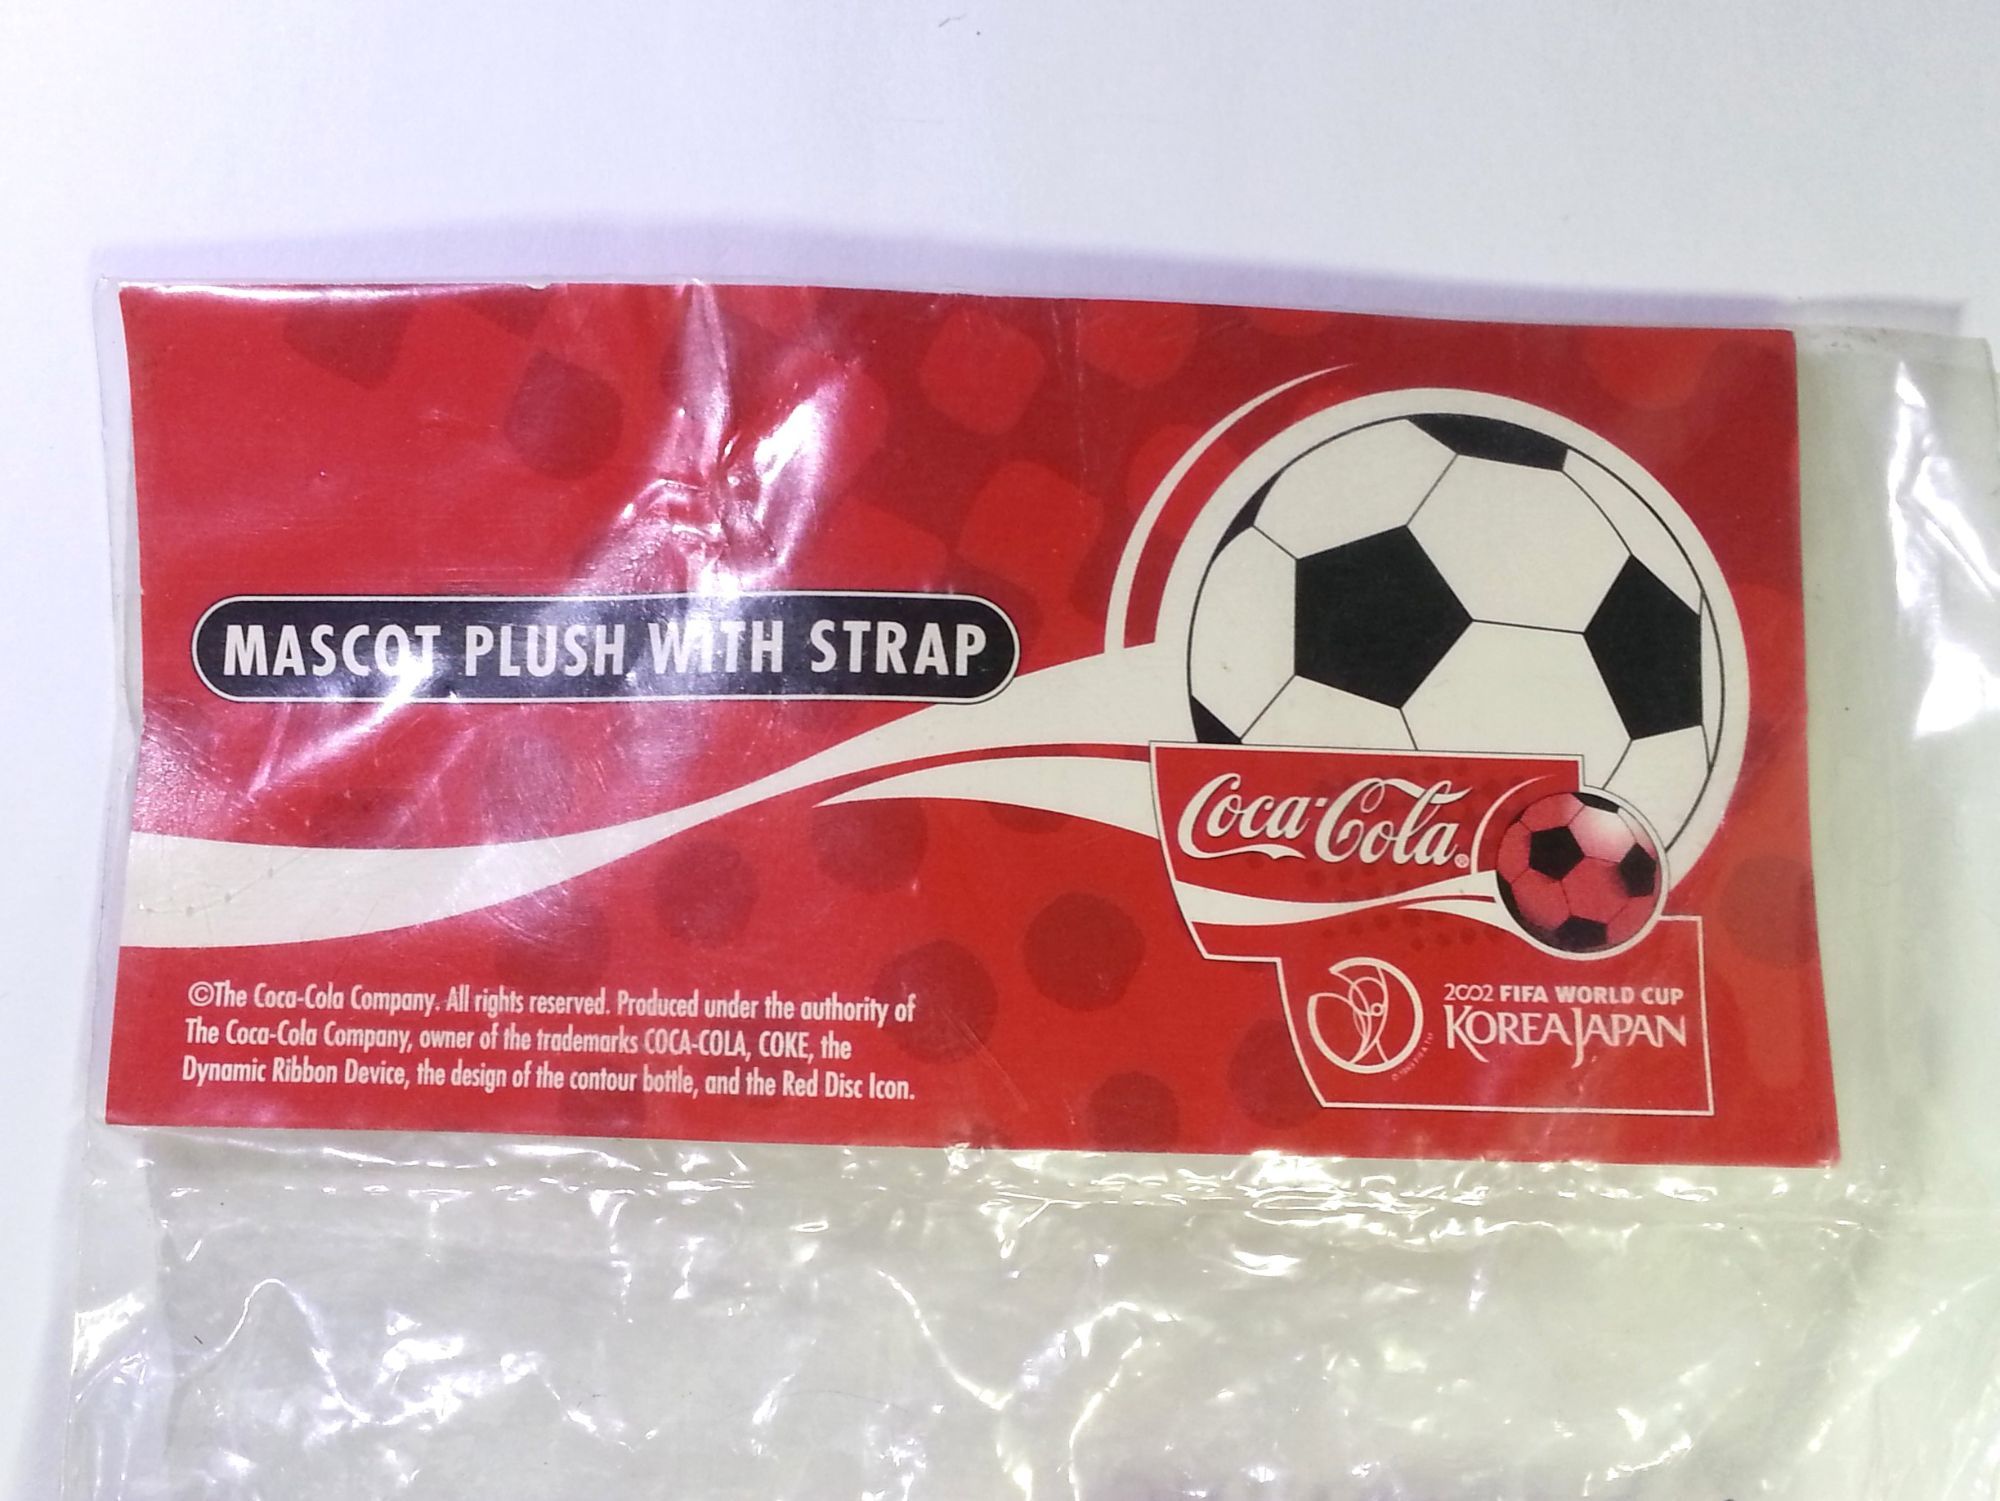 MASCOT PLUSH WITH STRAP
Coca-Cola®
2002 FIFA WORLD CUP
KOREAJAPAN
©The Coca-Cola Company. All rights reserved. Produced under the authority of
The Coca-Cola Company, owner of the trademarks COCA-COLA, COKE, the
Dynamic Ribbon Device, the design of the contour bottle, and the Red Disc Icon.